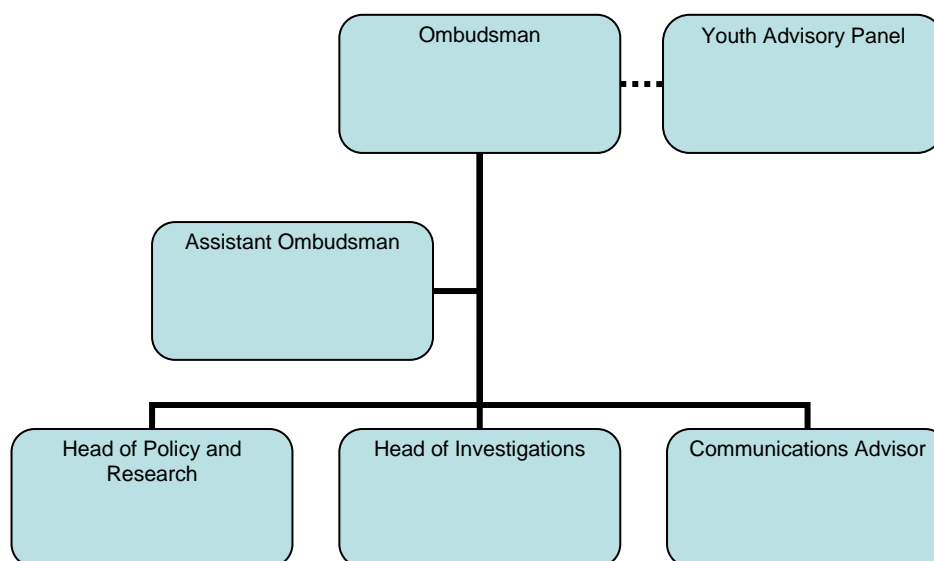 Ombudsman
Youth Advisory Panel
Assistant Ombudsman
Head of Policy and
Research
Head of Investigations
Communications Advisor